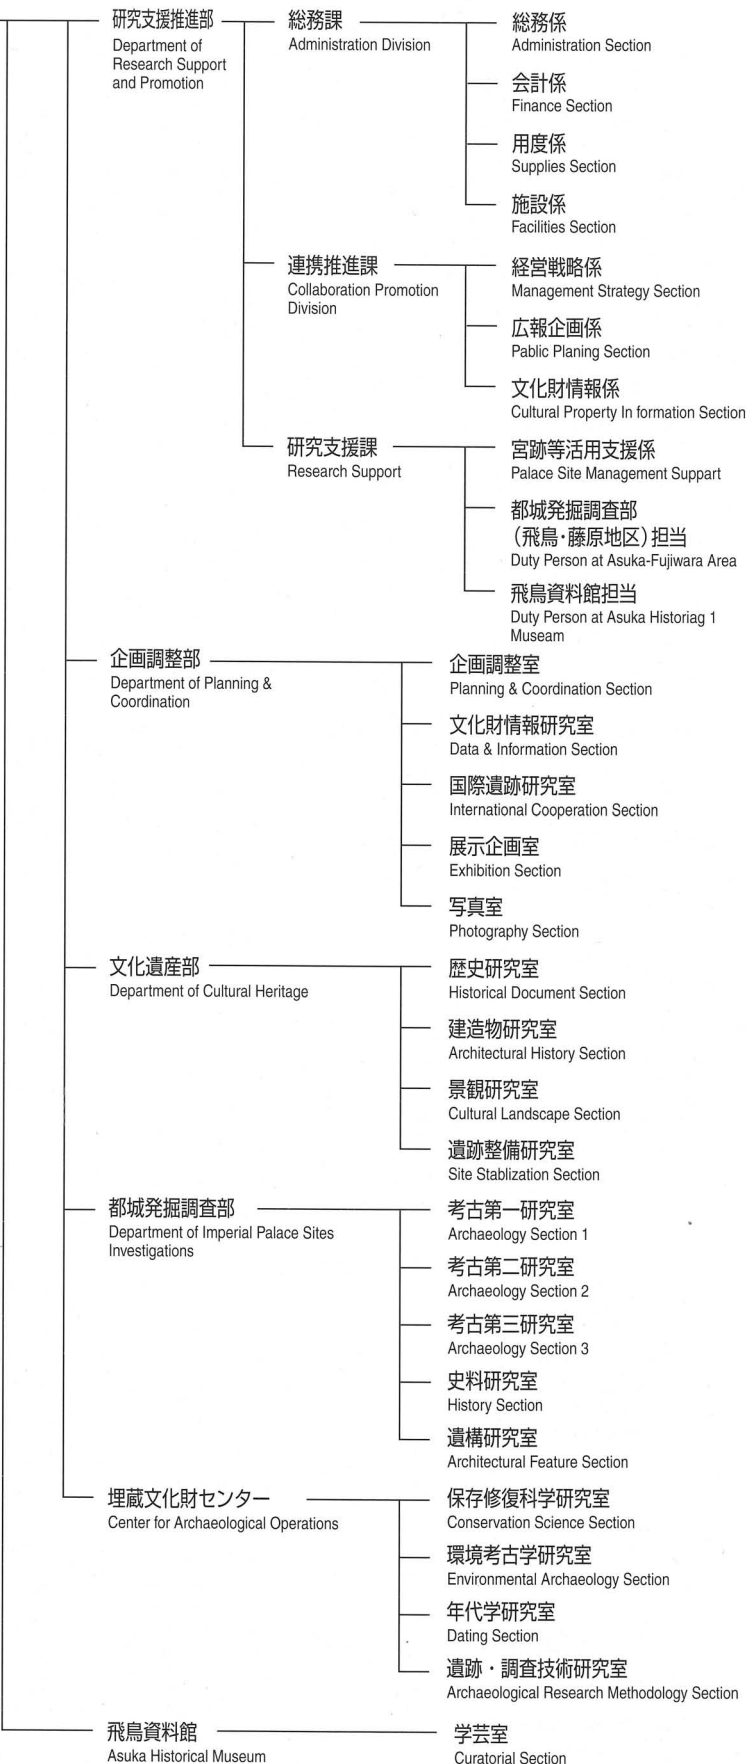 研究支援推進部
Department of
Research Support
and Promotion
総務課
Administration Division
総務係
Administration Section
会計係
Finance Section
用度係
Supplies Section
施設係
Facilities Section
連携推進課
Collaboration Promotion
Division
経営戦略係
Management Strategy Section
広報企画係
Pablic Planing Section
文化財情報係
Cultural Property In formation Section
研究支援課
Research Support
宮跡等活用支援係
Palace Site Management Suppart
都城発掘調査部
（飛鳥・藤原地区）担当
Duty Person at Asuka-Fujiwara Area
飛鳥資料館担当
Duty Person at Asuka Historiag 1
Museam
企画調整部
Department of Planning &
Coordination
企画調整室
Planning & Coordination Section
文化財情報研究室
Data & Information Section
国際遺跡研究室
International Cooperation Section
展示企画室
Exhibition Section
写真室
Photography Section
文化遺産部
Department of Cultural Heritage
歴史研究室
Historical Document Section
建造物研究室
Architectural History Section
景観研究室
Cultural Landscape Section
遺跡整備研究室
Site Stablization Section
都城発掘調査部
Department of Imperial Palace Sites
Investigations
考古第一研究室
Archaeology Section 1
考古第二研究室
Archaeology Section 2
考古第三研究室
Archaeology Section 3
史料研究室
History Section
遺構研究室
Architectural Feature Section
埋蔵文化財センター
Center for Archaeological Operations
保存修復科学研究室
Conservation Science Section
環境考古学研究室
Environmental Archaeology Section
年代学研究室
Dating Section
遺跡・調査技術研究室
Archaeological Research Methodology Section
飛鳥資料館
Asuka Historical Museum
学芸室
Curatorial Section